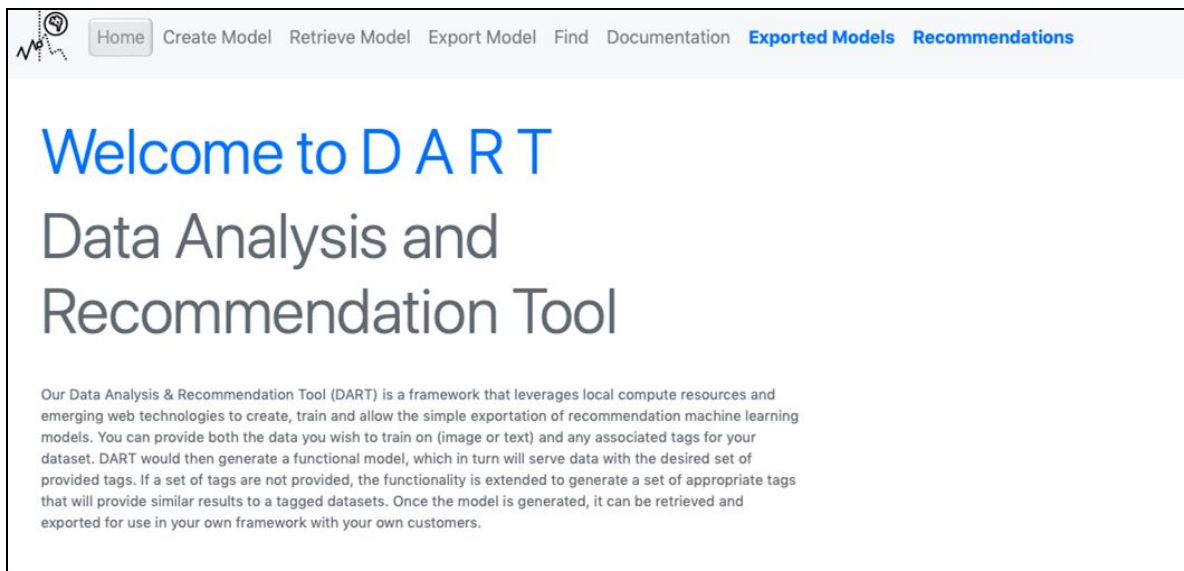 Home Create Model Retrieve Model Export Model Find Documentation Exported Models Recommendations
Welcome to D A R T
Data Analysis and
Recommendation Tool
Our Data Analysis & Recommendation Tool (DART) is a framework that leverages local compute resources and
emerging web technologies to create, train and allow the simple exportation of recommendation machine learning
models. You can provide both the data you wish to train on (image or text) and any associated tags for your
dataset. DART would then generate a functional model, which in turn will serve data with the desired set of
provided tags. If a set of tags are not provided, the functionality is extended to generate a set of appropriate tags
that will provide similar results to a tagged datasets. Once the model is generated, it can be retrieved and
exported for use in your own framework with your own customers.